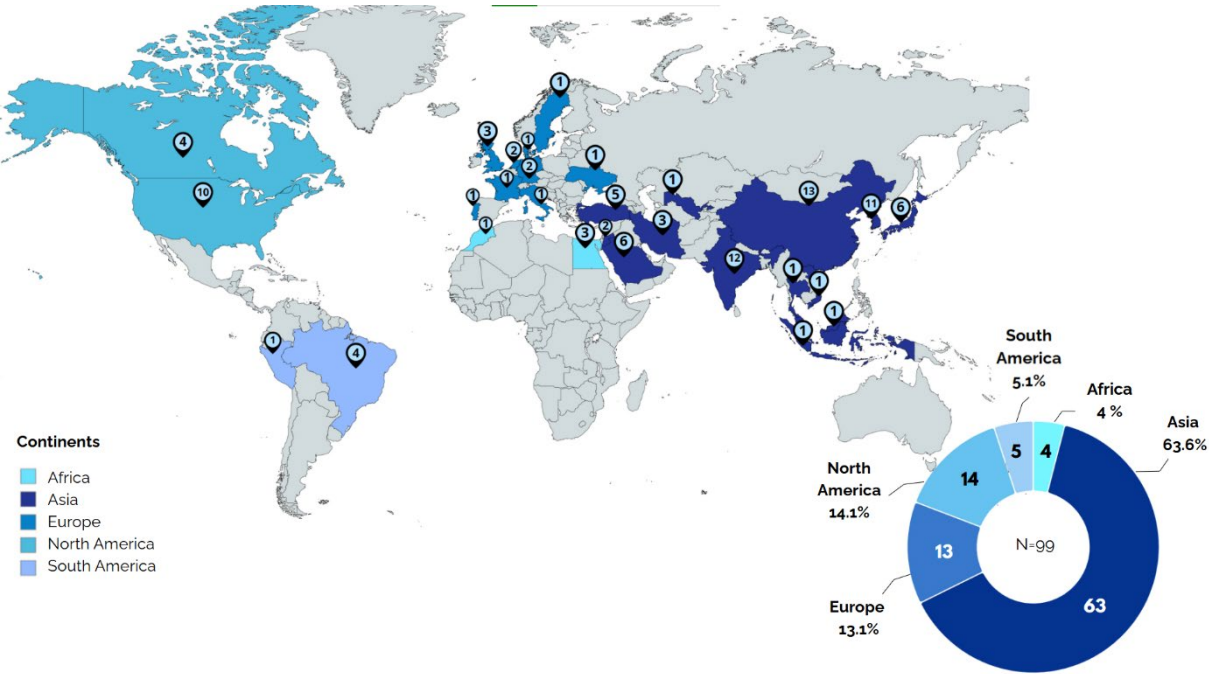 1
3
1
2
2
1
4
1
1
10
1
1
5
13
11
6
1
3
2
3
6
12
1
1
1
1
1
4
South
America
5.1%
Africa
4 %
Asia
63.6%
North
America
14.1%
Europe
13.1%
5
4
14
13
N=99
63
Continents
Africa
Asia
Europe
North America
South America